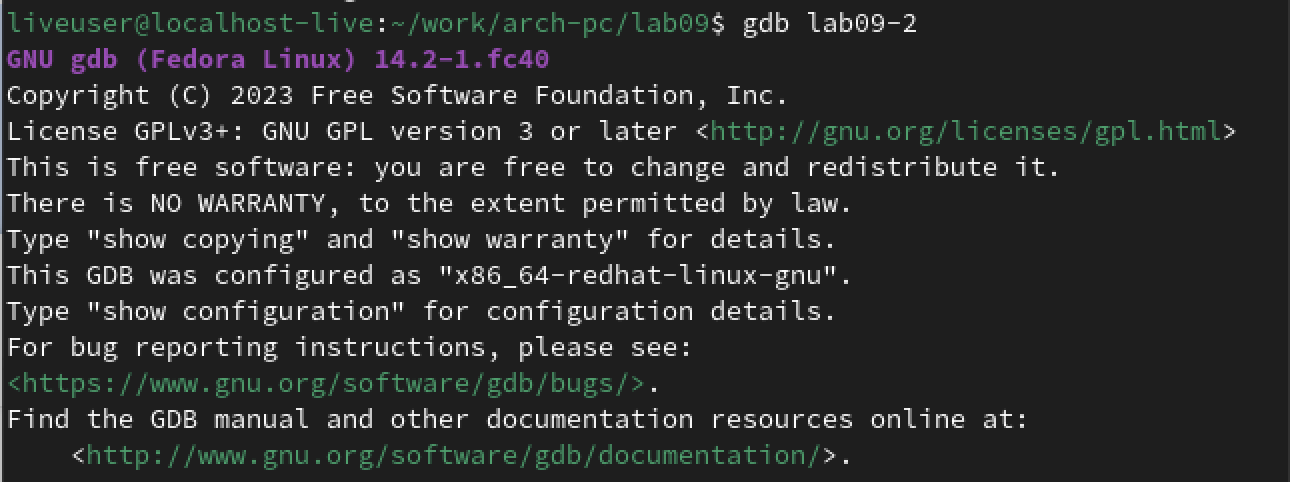 liveuser@localhost-live:~/work/arch-pc/lab09$ gdb lab09-2
GNU gdb (Fedora Linux) 14.2-1.fc40
Copyright (C) 2023 Free Software Foundation, Inc.
License GPLv3+: GNU GPL version 3 or later <http://gnu.org/licenses/gpl.html>
This is free software: you are free to change and redistribute it.
There is NO WARRANTY, to the extent permitted by law.
Type "show copying" and "show warranty" for details.
This GDB was configured as "x86_64-redhat-linux-gnu".
Type "show configuration" for configuration details.
For bug reporting instructions, please see:
<https://www.gnu.org/software/gdb/bugs/>.
Find the GDB manual and other documentation resources online at:
    <http://www.gnu.org/software/gdb/documentation/>.